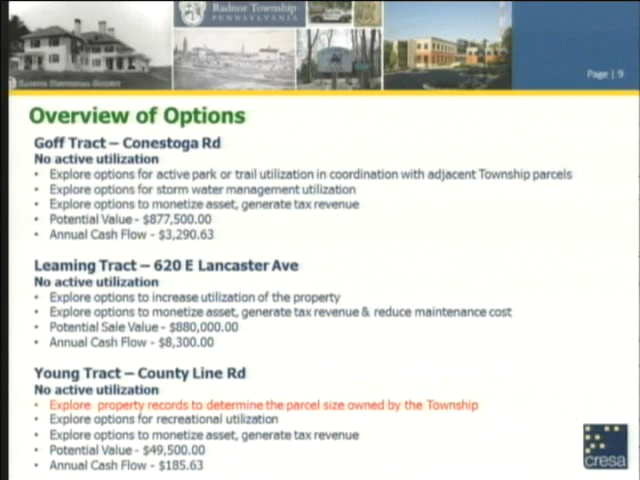 Radnor Township
PENNSYLVANIA
Page | 9
Overview of Options
Goff Tract – Conestoga Rd
No active utilization
• Explore options for active park or trail utilization in coordination with adjacent Township parcels
• Explore options for storm water management utilization
• Explore options to monetize asset, generate tax revenue
• Potential Value - $877,500.00
• Annual Cash Flow - $3,290.63
Leaming Tract – 620 E Lancaster Ave
No active utilization
• Explore options to increase utilization of the property
• Explore options to monetize asset, generate tax revenue & reduce maintenance cost
• Potential Sale Value - $880,000.00
• Annual Cash Flow - $8,300.00
Young Tract – County Line Rd
No active utilization
• Explore property records to determine the parcel size owned by the Township
• Explore options for recreational utilization
• Explore options to monetize asset, generate tax revenue
• Potential Value - $49,500.00
• Annual Cash Flow - $185.63
cresa